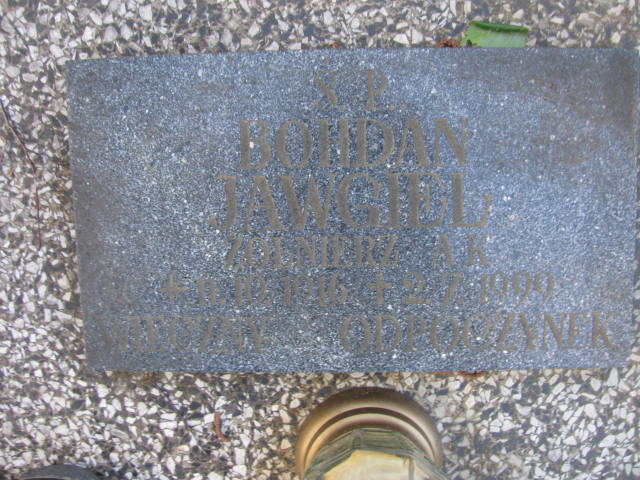 Ś. P.
BOHDAN
JAWGIEL
ŻOŁNIERZ A.K.
11.10.1916 2.7.1999
WIECZNY ODPOCZYNEK